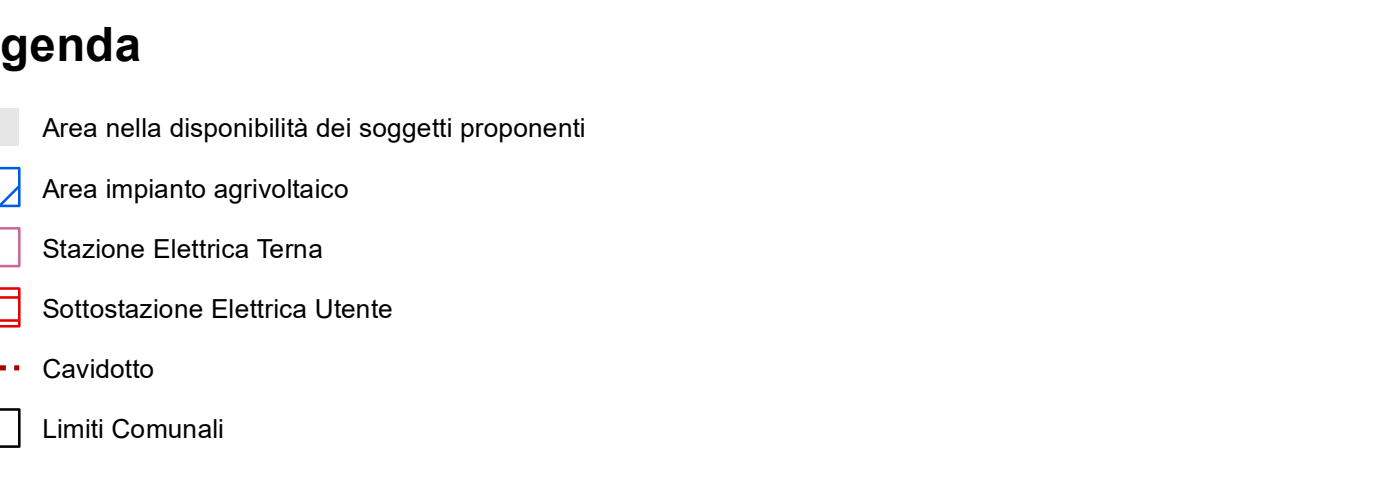 genda
Area nella disponibilità dei soggetti proponenti
Area impianto agrivoltaico
Stazione Elettrica Terna
Sottostazione Elettrica Utente
Cavidotto
Limiti Comunali